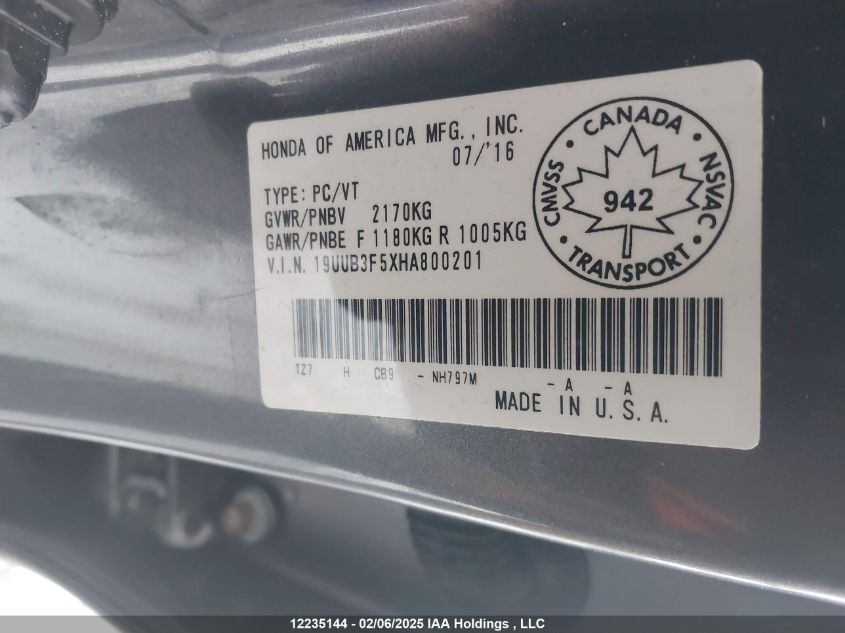 HONDA OF AMERICA MFG., INC.
07/'16
TYPE: PC/VT
GVWR/PNBV 2170KG
GAWR/PNBE F 1180KG R 1005KG
V.I.N. 19UUB3F5XHA800201
CANADA
CMVSS 942 NSVAC
TRANSPORT
TZ7 H CB9 - NH797M - A - A
MADE IN U.S.A.
12235144 - 02/06/2025 IAA Holdings , LLC